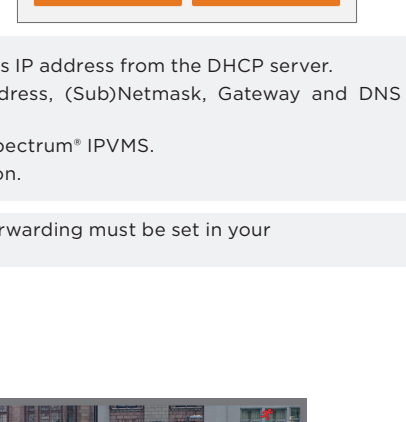 s IP address from the DHCP server.
dress, (Sub)Netmask, Gateway and DNS
pectrum® IPVMS.
on.
rwarding must be set in your